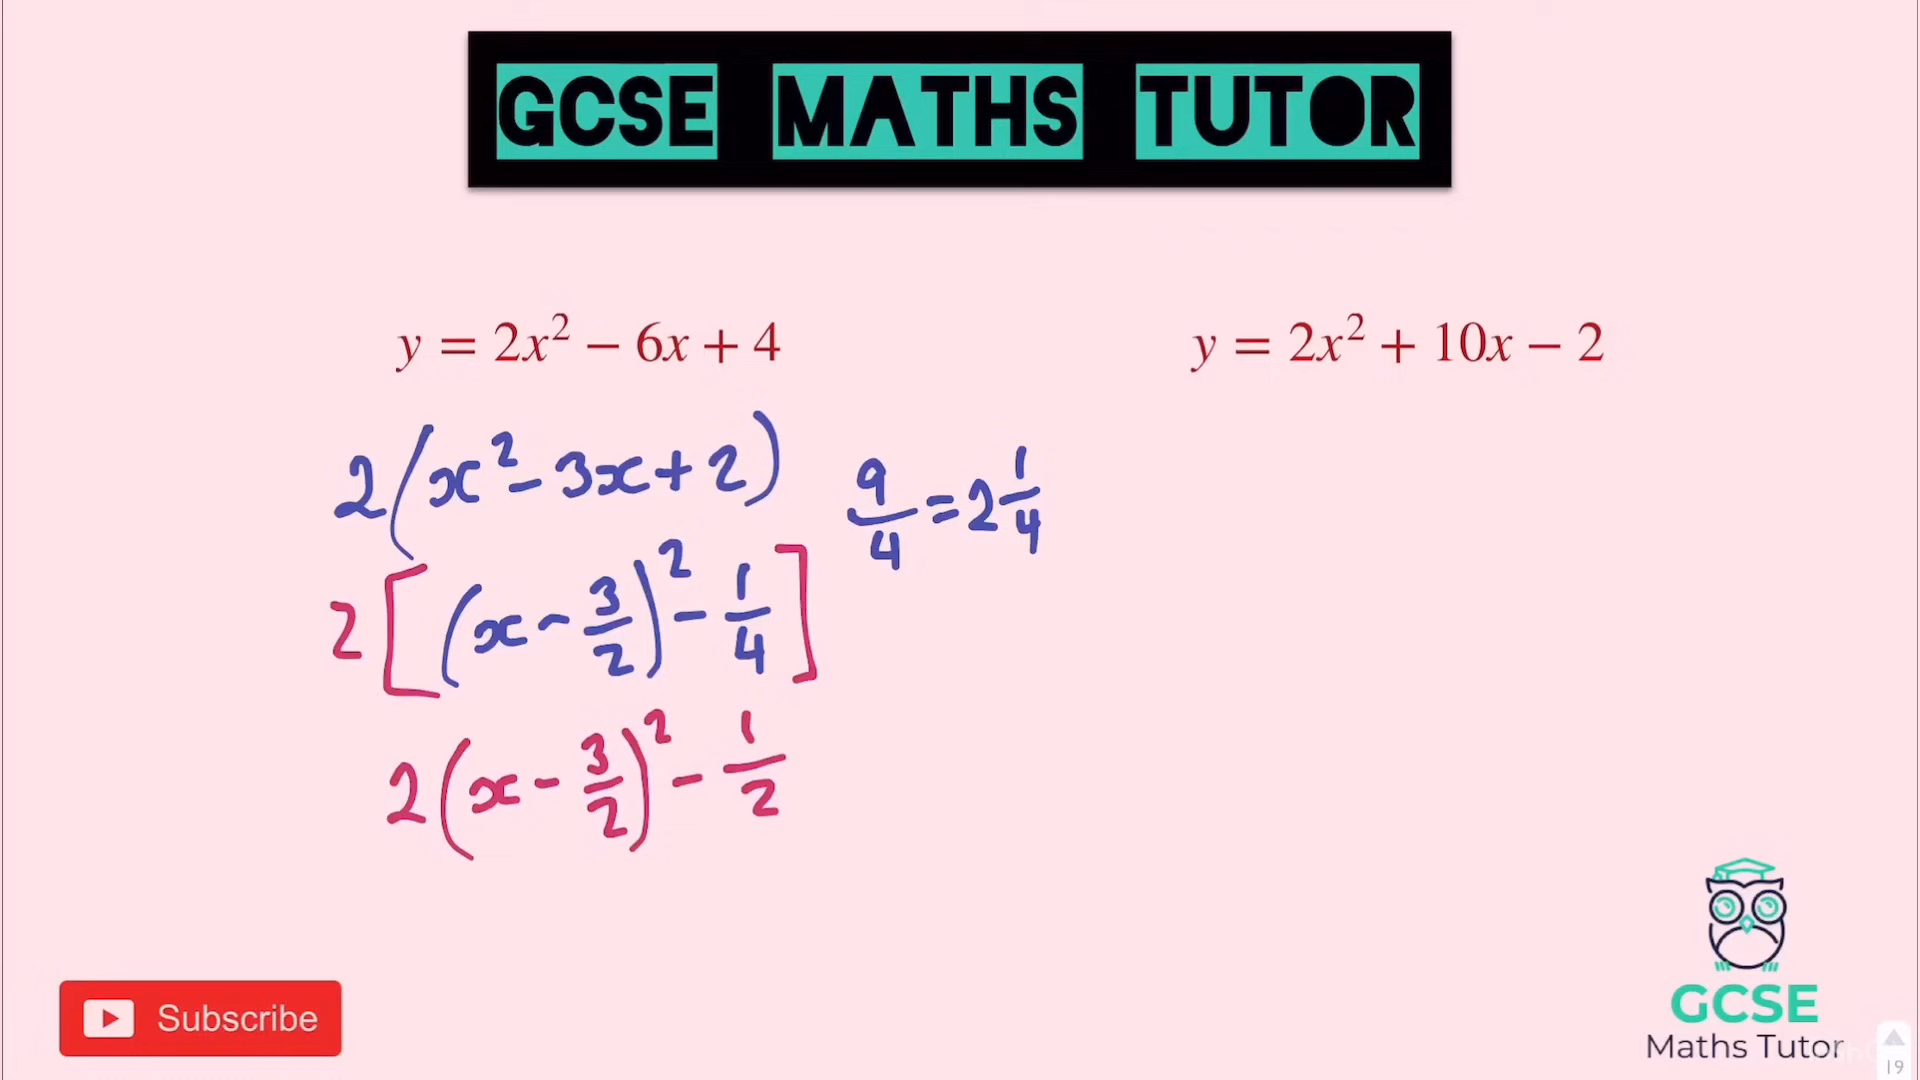 GCSE MATHS TUTOR
y = 2x² − 6x + 4
y = 2x² + 10x − 2
2(x² - 3x + 2)
9/4 = 2 1/4
2[(x - 3/2)² - 1/4]
2(x - 3/2)² - 1/2
Subscribe
GCSE
Maths Tutor
19